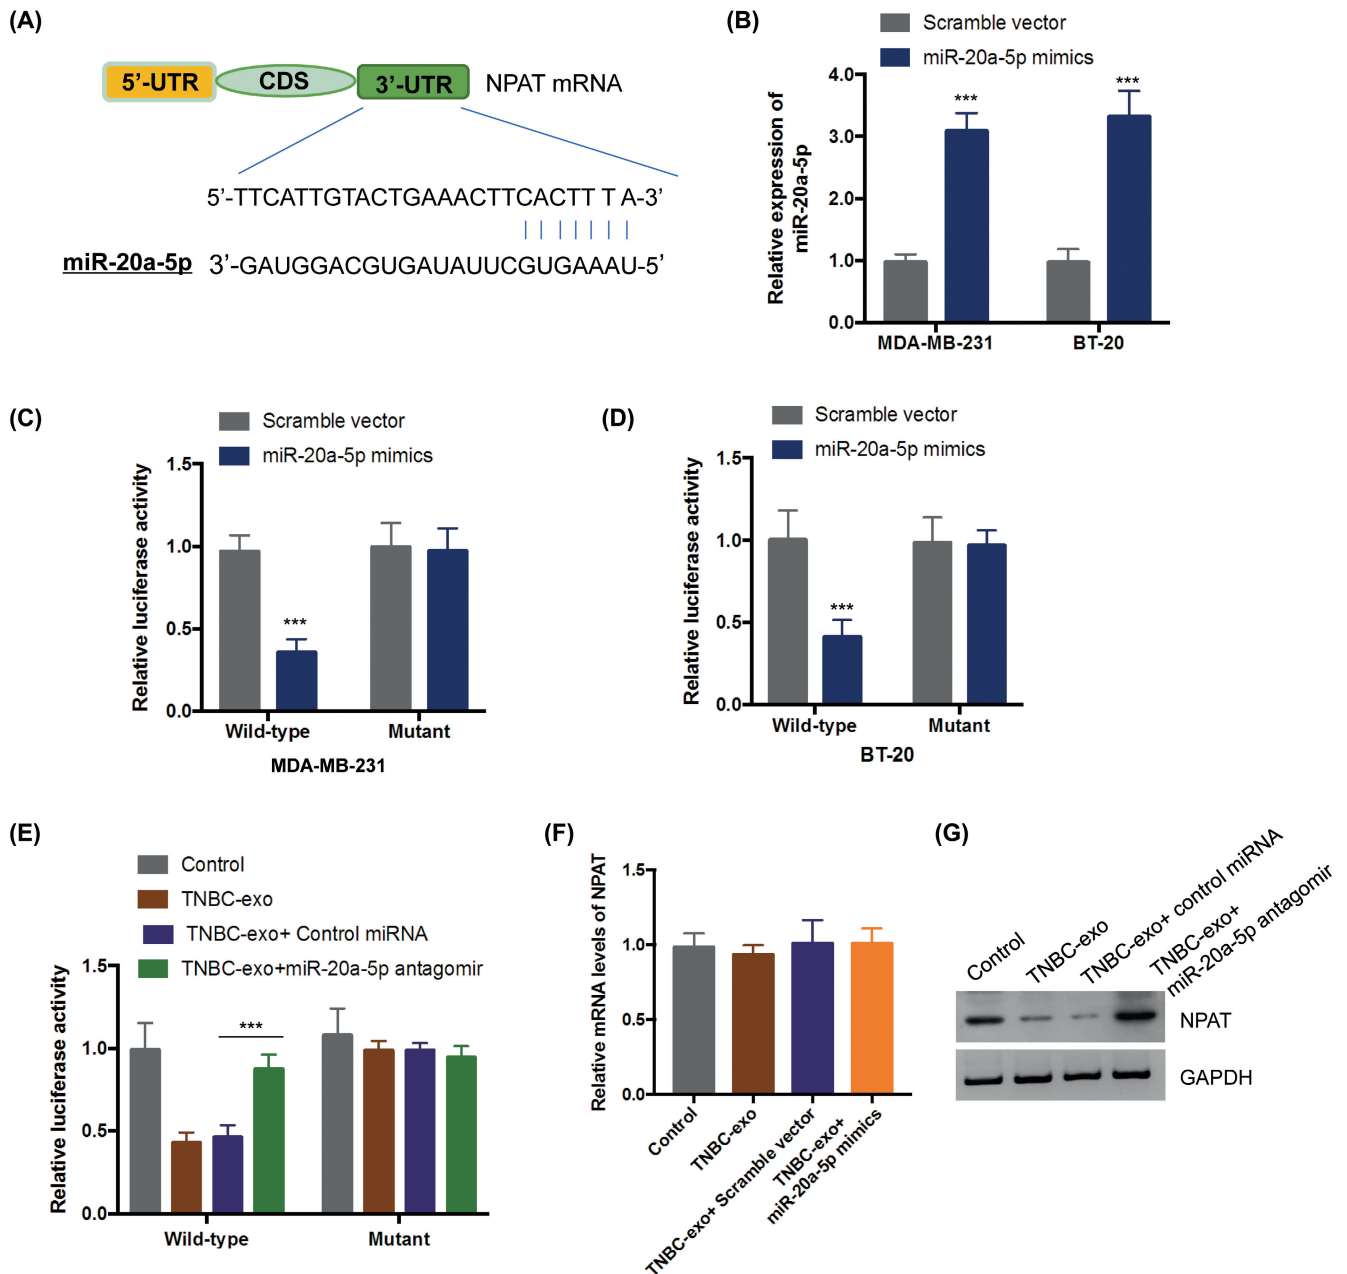 (A)
5'-UTR CDS 3'-UTR NPAT mRNA
5'-TTCATTGTACTGAAACTTCACTT T A-3'
miR-20a-5p 3'-GAUGGACGUGAUAUUCGUGAAAU-5'
(B)
Scramble vector
miR-20a-5p mimics
Relative expression of
miR-20a-5p
4.0
3.0
2.0
1.0
0.0
***
***
MDA-MB-231 BT-20
(C)
Scramble vector
miR-20a-5p mimics
Relative luciferase activity
1.5
1.0
0.5
0.0
***
Wild-type Mutant
MDA-MB-231
(D)
Scramble vector
miR-20a-5p mimics
Relative luciferase activity
1.5
1.0
0.5
0.0
***
Wild-type Mutant
BT-20
(E)
Control
TNBC-exo
TNBC-exo+ Control miRNA
TNBC-exo+miR-20a-5p antagomir
Relative luciferase activity
1.5
1.0
0.5
0.0
***
Wild-type Mutant
(F)
Relative mRNA levels of NPAT
1.5
1.0
0.5
0.0
Control
TNBC-exo
TNBC-exo+ Scramble vector
TNBC-exo+
miR-20a-5p mimics
(G)
Control
TNBC-exo
TNBC-exo+ control miRNA
TNBC-exo+
miR-20a-5p antagomir
NPAT
GAPDH